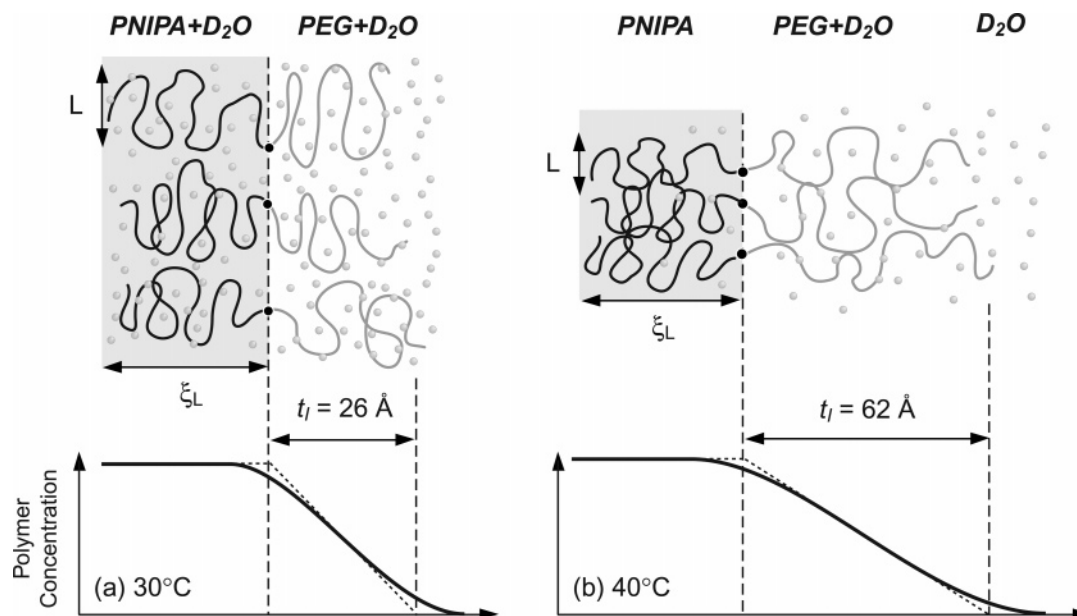 PNIPA+D₂O PEG+D₂O
L
ξL
tI = 26 Å
Polymer
Concentration
(a) 30°C
PNIPA PEG+D₂O D₂O
L
ξL
tI = 62 Å
(b) 40°C